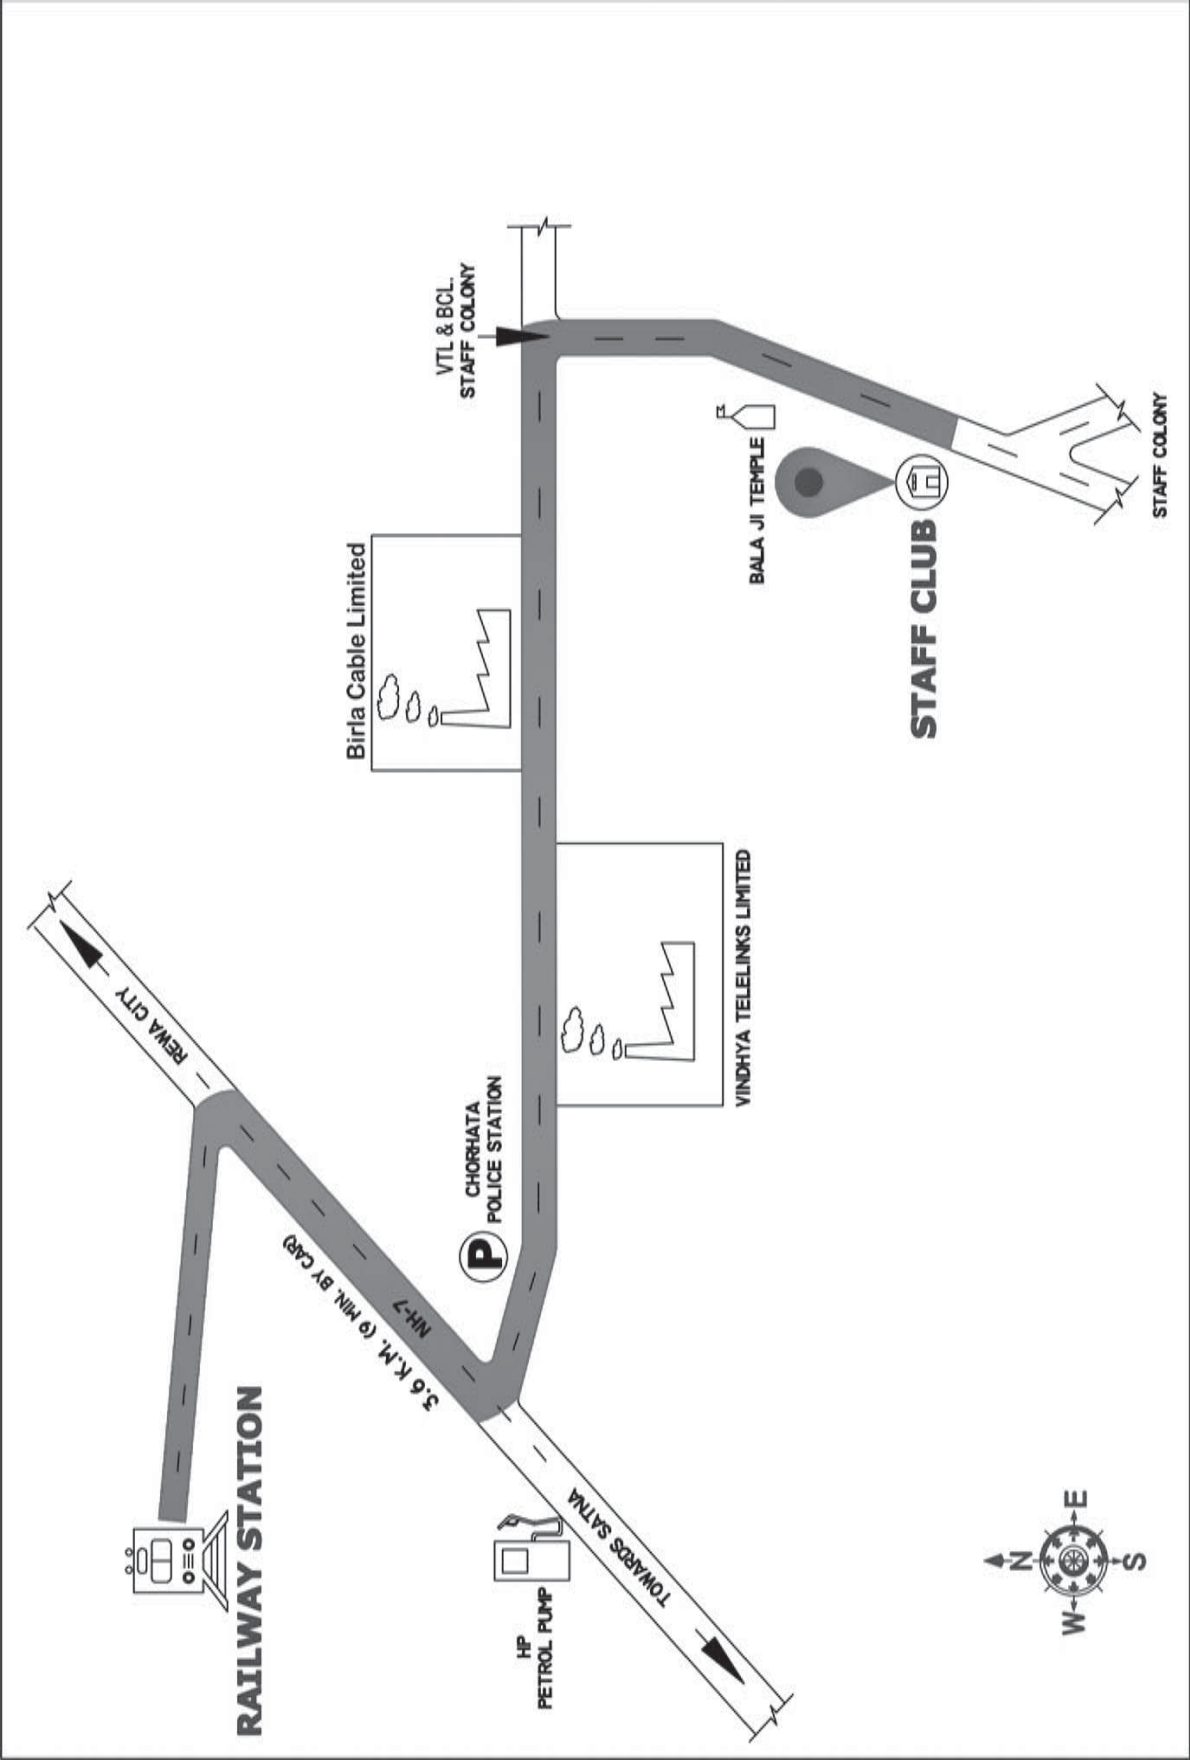 RAILWAY STATION
REWA CITY
3.6 K.M. (9 MIN. BY CAR)
NH-7
HP
PETROL PUMP
TOWARDS SATNA
P
CHORHATA
POLICE STATION
Birla Cable Limited
VINDHYA TELELINKS LIMITED
VTL & BCL.
STAFF COLONY
BALA JI TEMPLE
STAFF CLUB
STAFF COLONY
N
W
E
S